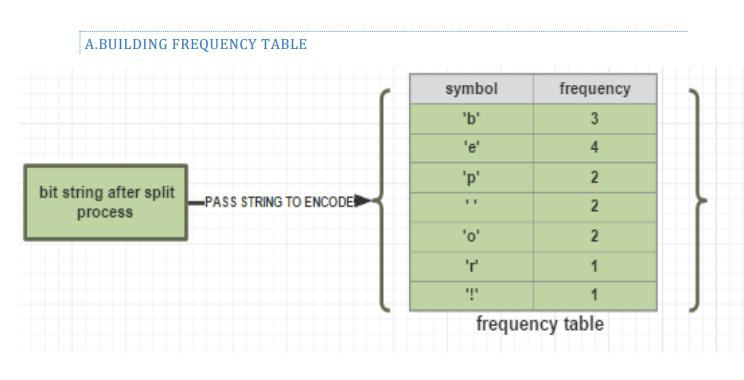 A.BUILDING FREQUENCY TABLE
bit string after split
process
PASS STRING TO ENCODE
symbol frequency
'b' 3
'e' 4
'p' 2
' ' 2
'o' 2
'r' 1
'!' 1
frequency table